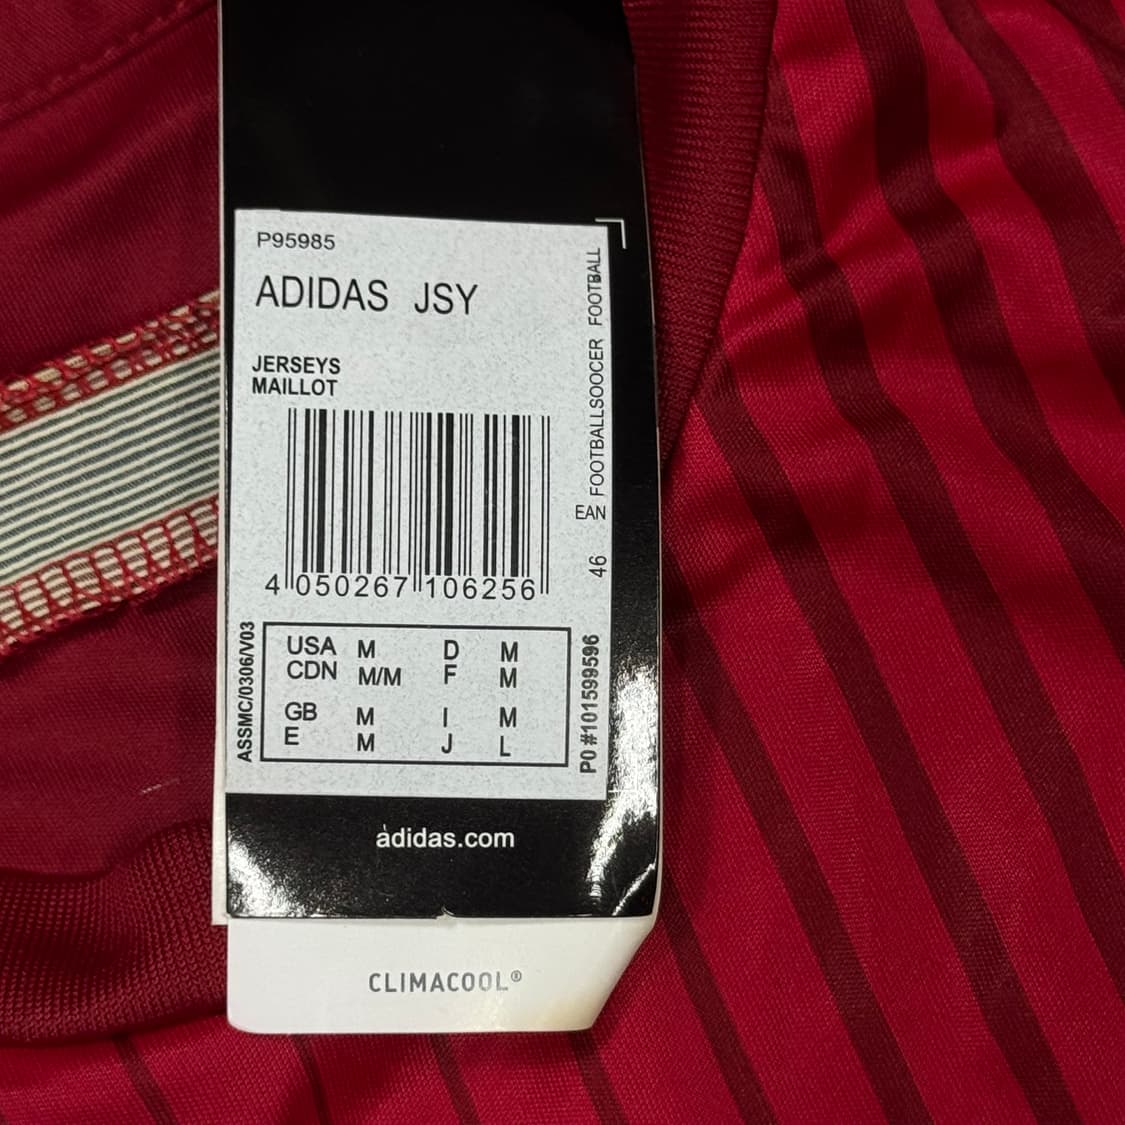 P95985
ADIDAS JSY
JERSEYS
MAILLOT
4 050267 106256
USA M D M
CDN M/M F M
GB M I M
E M J L
ASSMC/0306/V03
EAN FOOTBALLSOCCER FOOTBALL
46
PO #101599596
adidas.com
CLIMACOOL®